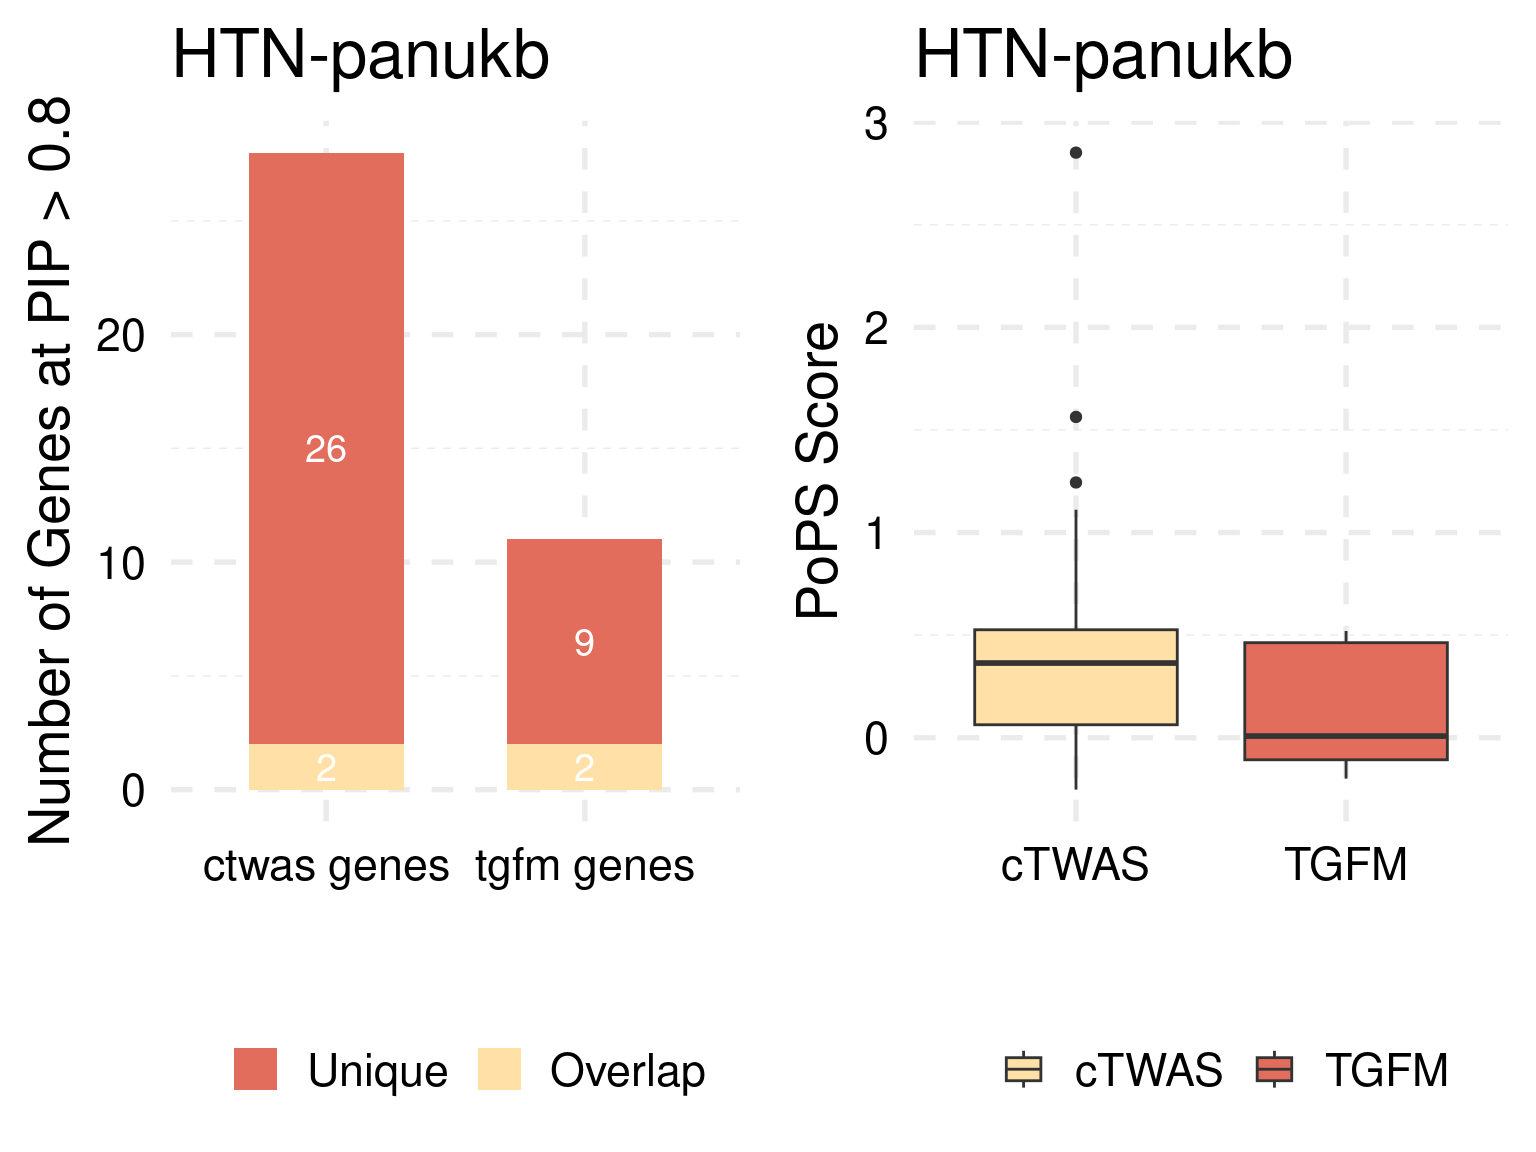 HTN-panukb
Number of Genes at PIP > 0.8
20
10
0
26
2
9
2
ctwas genes
tgfm genes
Unique
Overlap
HTN-panukb
PoPS Score
3
2
1
0
cTWAS
TGFM
cTWAS
TGFM